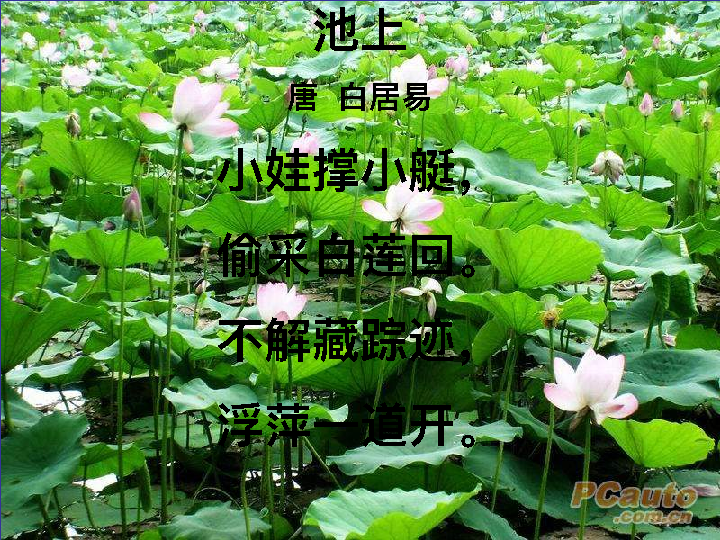 池上
唐 白居易
小娃撑小艇，
偷采白莲回。
不解藏踪迹，
浮萍一道开。
PCauto
.com.cn